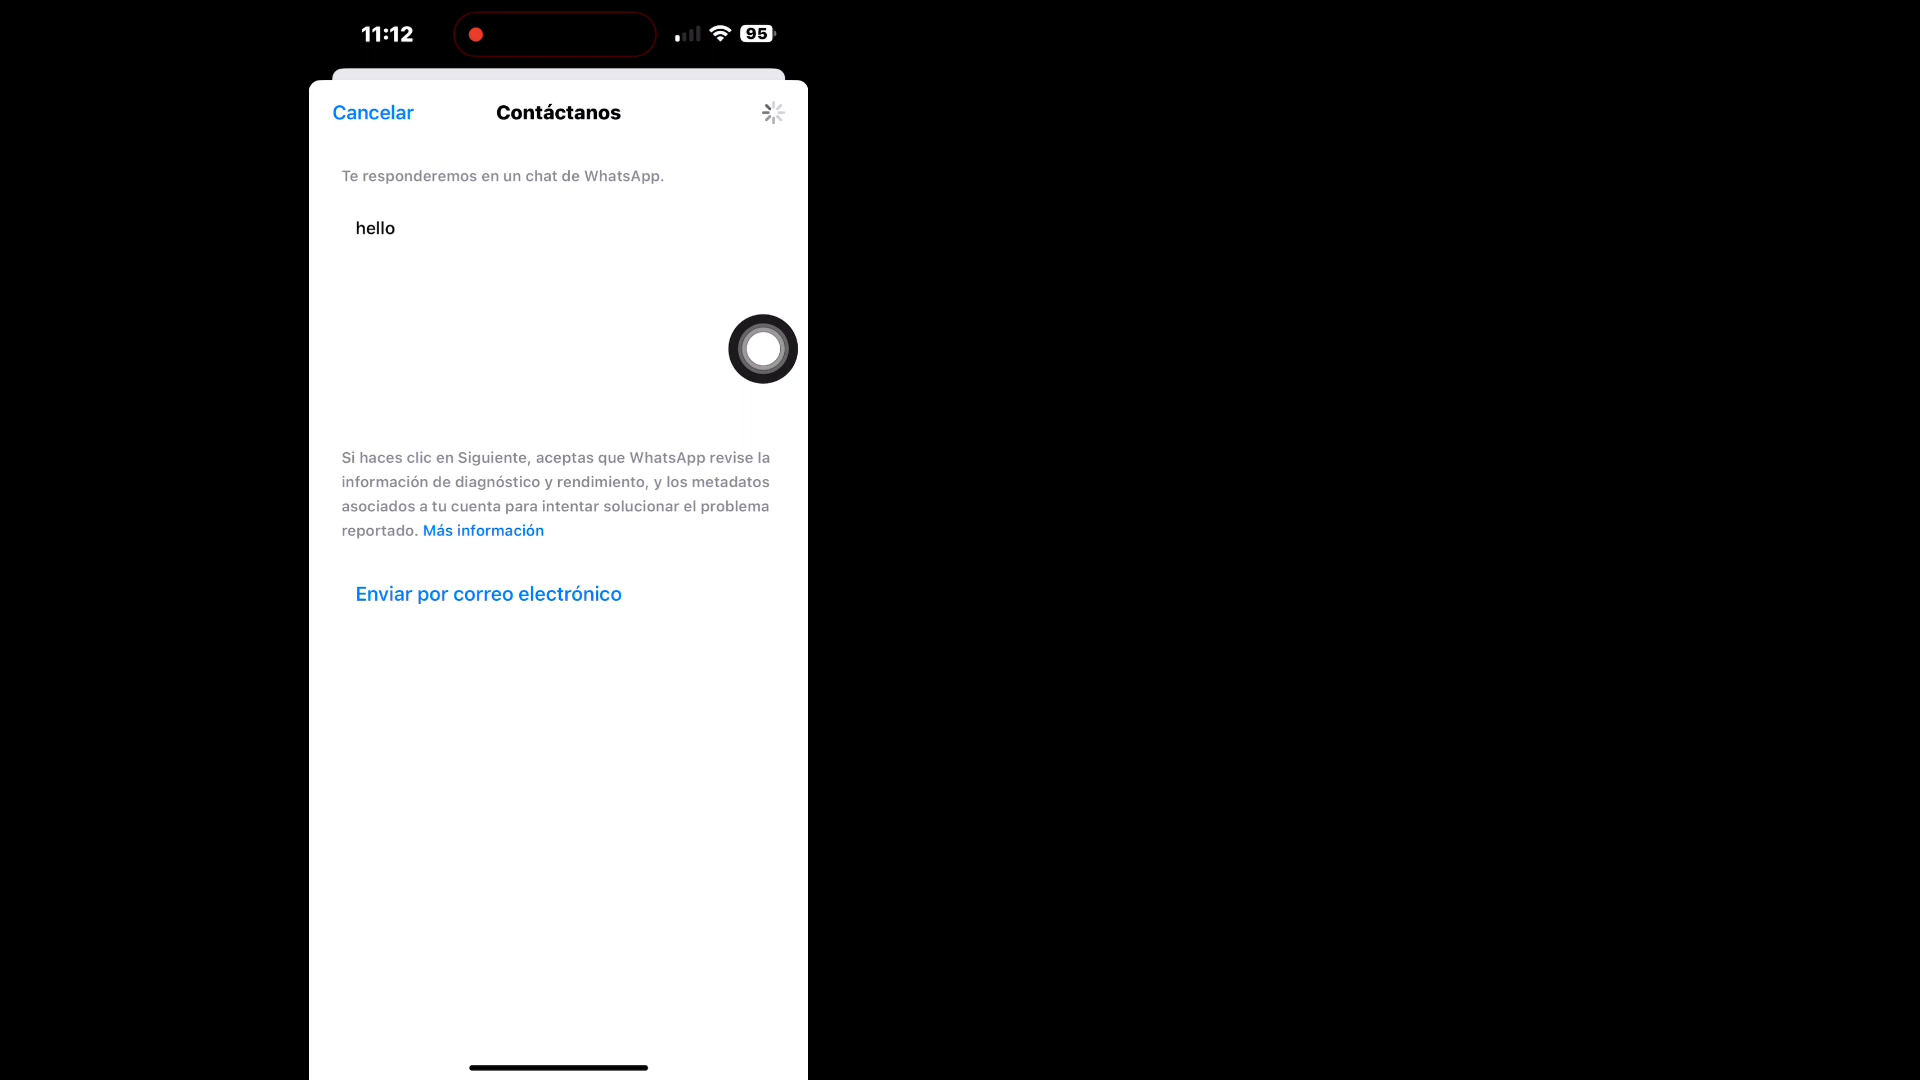 11:12
95
Cancelar
Contáctanos
Te responderemos en un chat de WhatsApp.
hello
Si haces clic en Siguiente, aceptas que WhatsApp revise la
información de diagnóstico y rendimiento, y los metadatos
asociados a tu cuenta para intentar solucionar el problema
reportado. Más información
Enviar por correo electrónico